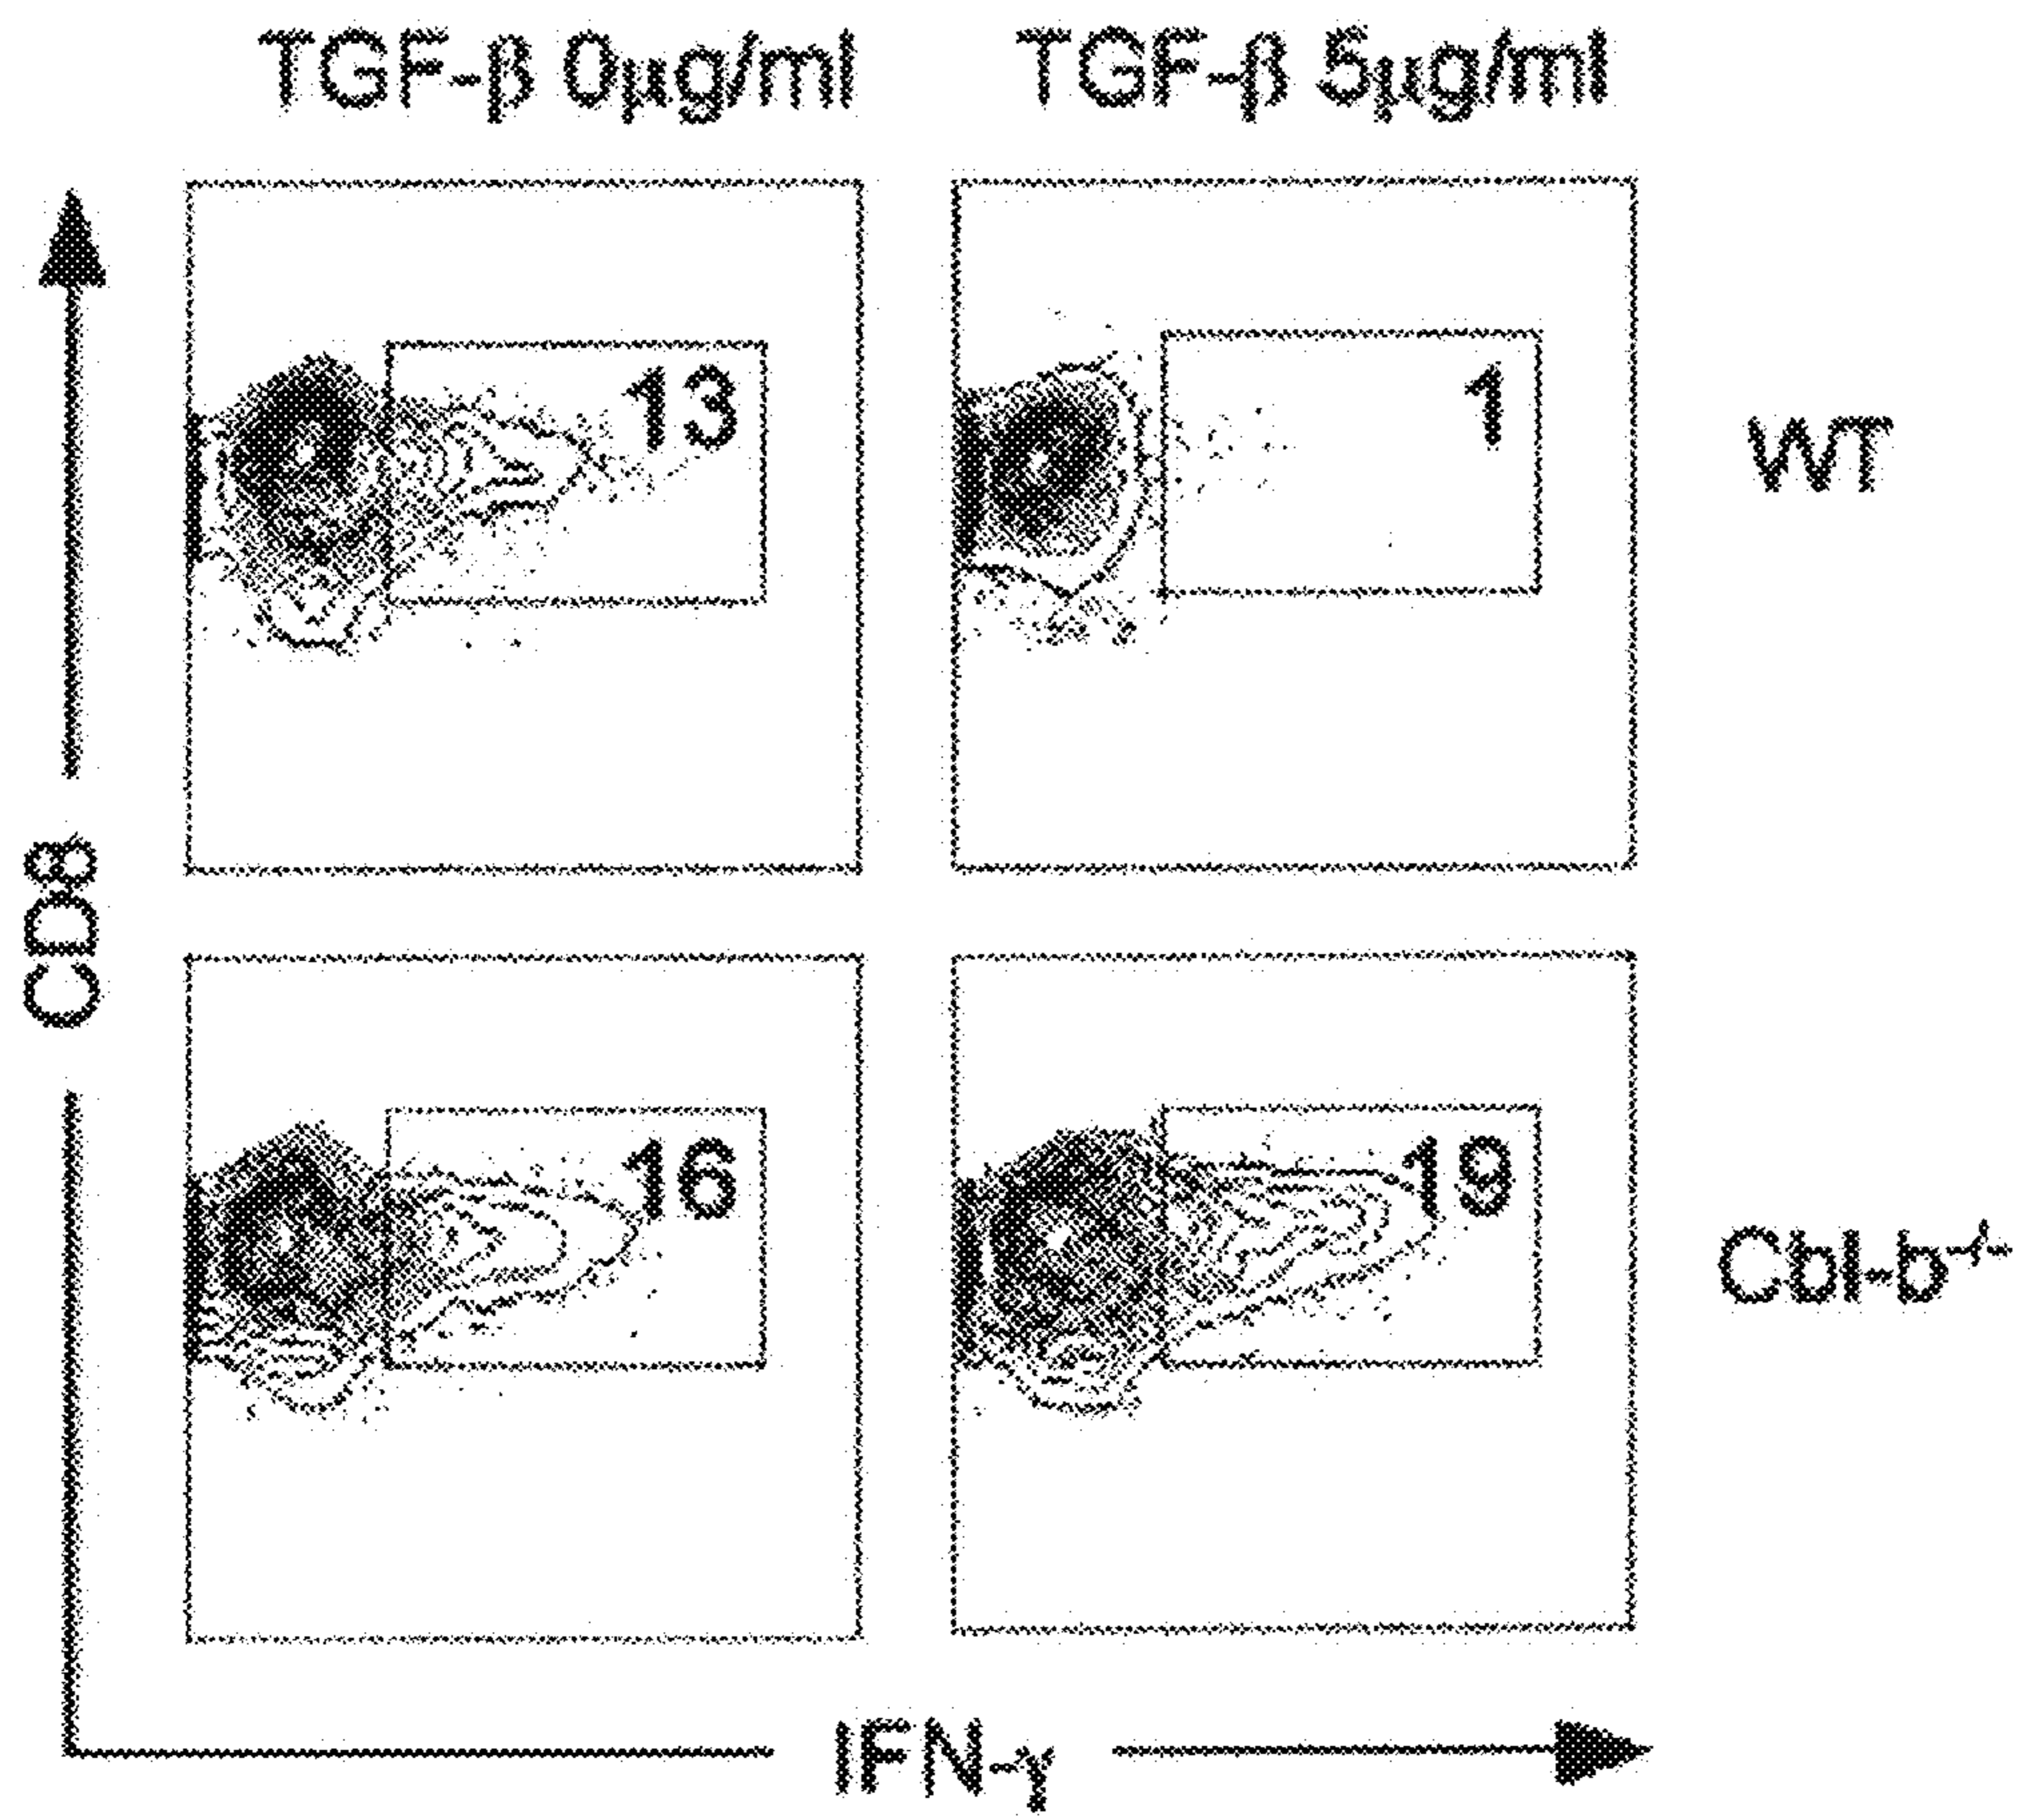 TGF-β 0μg/ml TGF-β 5μg/ml
13
1
WT
CD8
16
19
Cbl-b-/-
IFN-γ